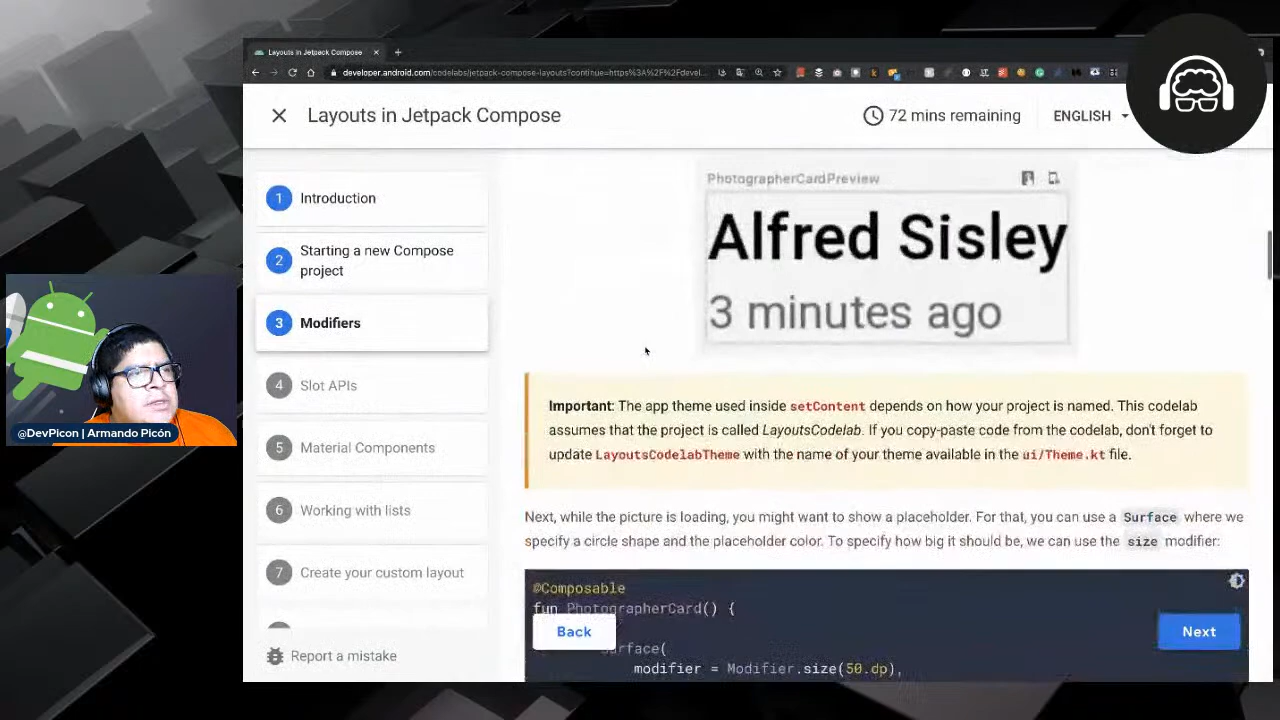 Layouts in Jetpack Compose
developer.android.com/codelabs/jetpack-compose-layouts?continue=https%3A%2F%2Fdevel...
Layouts in Jetpack Compose
72 mins remaining
ENGLISH
1 Introduction
2 Starting a new Compose
project
3 Modifiers
4 Slot APIs
5 Material Components
6 Working with lists
7 Create your custom layout
Report a mistake
PhotographerCardPreview
Alfred Sisley
3 minutes ago
Important: The app theme used inside setContent depends on how your project is named. This codelab
assumes that the project is called LayoutsCodelab. If you copy-paste code from the codelab, don't forget to
update LayoutsCodelabTheme with the name of your theme available in the ui/Theme.kt file.
Next, while the picture is loading, you might want to show a placeholder. For that, you can use a Surface where we
specify a circle shape and the placeholder color. To specify how big it should be, we can use the size modifier:
@Composable
fun PhotographerCard() {
Surface(
modifier = Modifier.size(50.dp),
Back
Next
@DevPicon | Armando Picón